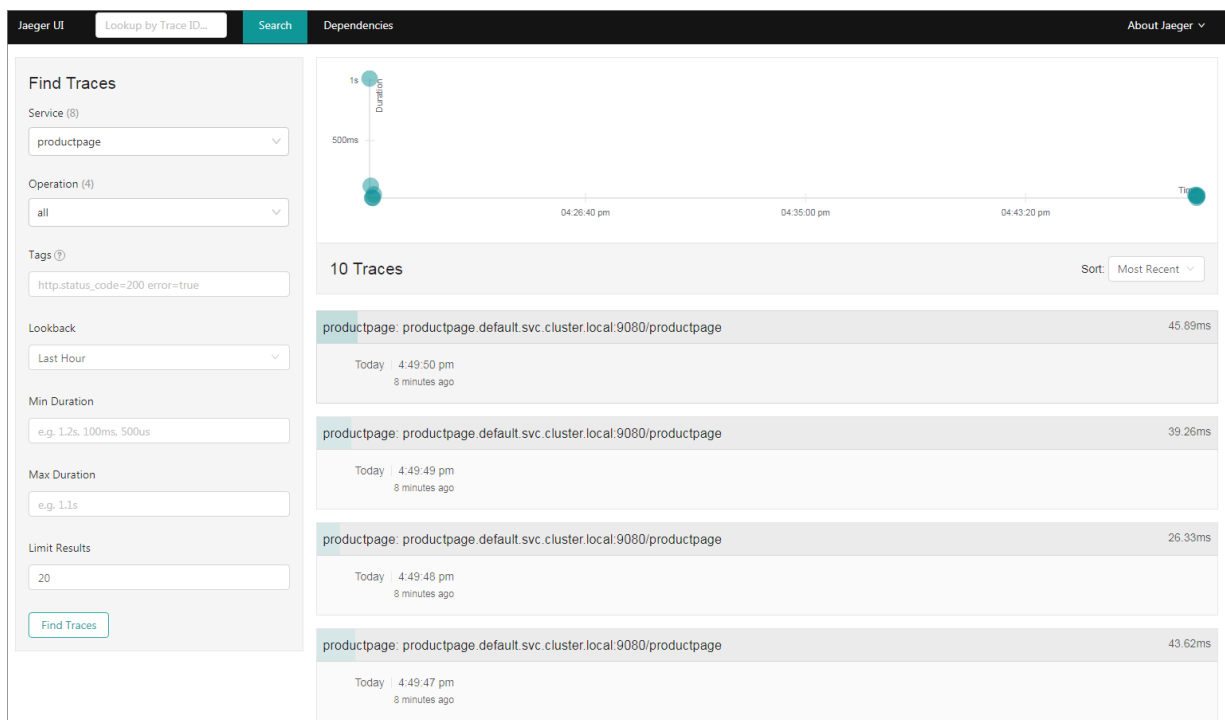 Jaeger UI Lookup by Trace ID... Search Dependencies About Jaeger
Find Traces
Service (8)
productpage
Operation (4)
all
Tags
http.status_code=200 error=true
Lookback
Last Hour
Min Duration
e.g. 1.2s, 100ms, 500us
Max Duration
e.g. 1.1s
Limit Results
20
Find Traces
1s
Duration
500ms
04:26:40 pm 04:35:00 pm 04:43:20 pm
10 Traces Sort: Most Recent
productpage: productpage.default.svc.cluster.local:9080/productpage 45.89ms
Today 4:49:50 pm
8 minutes ago
productpage: productpage.default.svc.cluster.local:9080/productpage 39.26ms
Today 4:49:49 pm
8 minutes ago
productpage: productpage.default.svc.cluster.local:9080/productpage 26.33ms
Today 4:49:48 pm
8 minutes ago
productpage: productpage.default.svc.cluster.local:9080/productpage 43.62ms
Today 4:49:47 pm
8 minutes ago